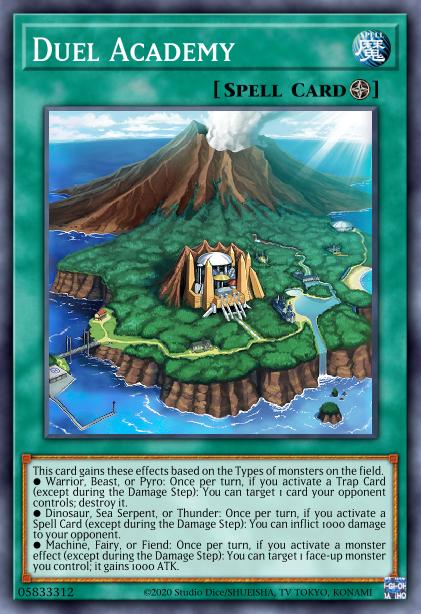 DUEL ACADEMY
SPELL
魔
[SPELL CARD]
This card gains these effects based on the Types of monsters on the field.
● Warrior, Beast, or Pyro: Once per turn, if you activate a Trap Card
(except during the Damage Step): You can target 1 card your opponent
controls; destroy it.
● Dinosaur, Sea Serpent, or Thunder: Once per turn, if you activate a
Spell Card (except during the Damage Step): You can inflict 1000 damage
to your opponent.
● Machine, Fairy, or Fiend: Once per turn, if you activate a monster
effect (except during the Damage Step): You can target 1 face-up monster
you control; it gains 1000 ATK.
05833312
©2020 Studio Dice/SHUEISHA, TV TOKYO, KONAMI